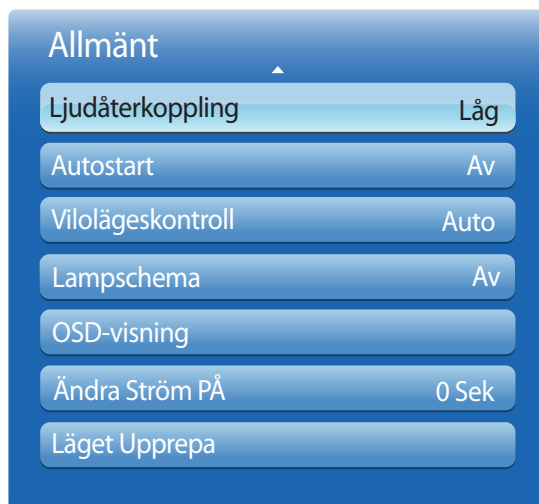 Allmänt
Ljudåterkoppling Låg
Autostart Av
Vilolägeskontroll Auto
Lampschema Av
OSD-visning
Ändra Ström PÅ 0 Sek
Läget Upprepa